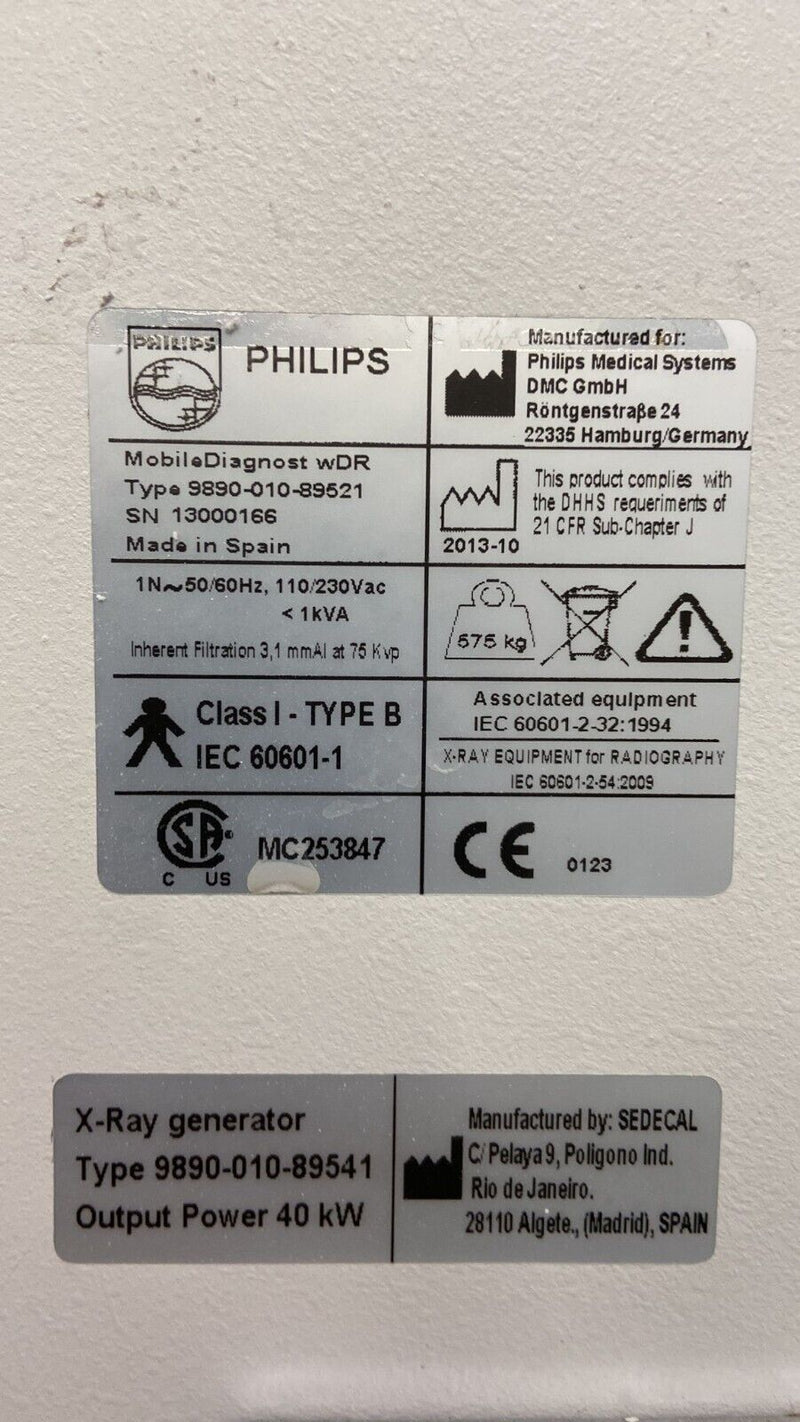 PHILIPS
PHILIPS
Manufactured for:
Philips Medical Systems
DMC GmbH
Röntgenstraße 24
22335 Hamburg/Germany
MobileDiagnost wDR
Type 9890-010-89521
SN 13000166
Made in Spain
2013-10
This product complies with
the DHHS requeriments of
21 CFR Sub-Chapter J
1N~50/60Hz, 110/230Vac
< 1kVA
Inherent Filtration 3,1 mmAl at 75 Kvp
575 kg
Class I - TYPE B
IEC 60601-1
Associated equipment
IEC 60601-2-32:1994
X-RAY EQUIPMENT for RADIOGRAPHY
IEC 60601-2-54:2009
SA
C US
MC253847
CE 0123
X-Ray generator
Type 9890-010-89541
Output Power 40 kW
Manufactured by: SEDECAL
C/ Pelaya 9, Poligono Ind.
Rio de Janeiro.
28110 Algete., (Madrid), SPAIN